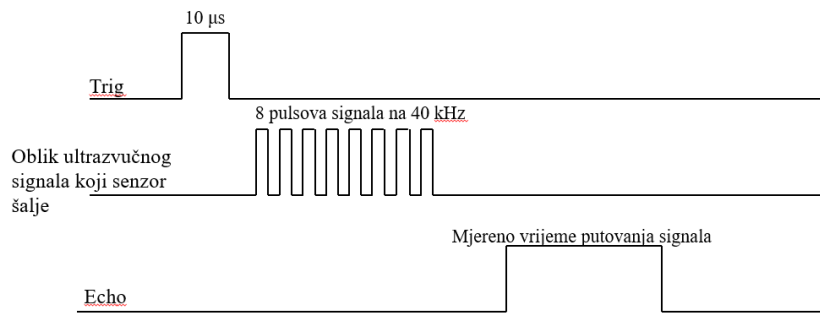 10 μs
Trig
8 pulsova signala na 40 kHz
Oblik ultrazvučnog
signala koji senzor
šalje
Mjereno vrijeme putovanja signala
Echo